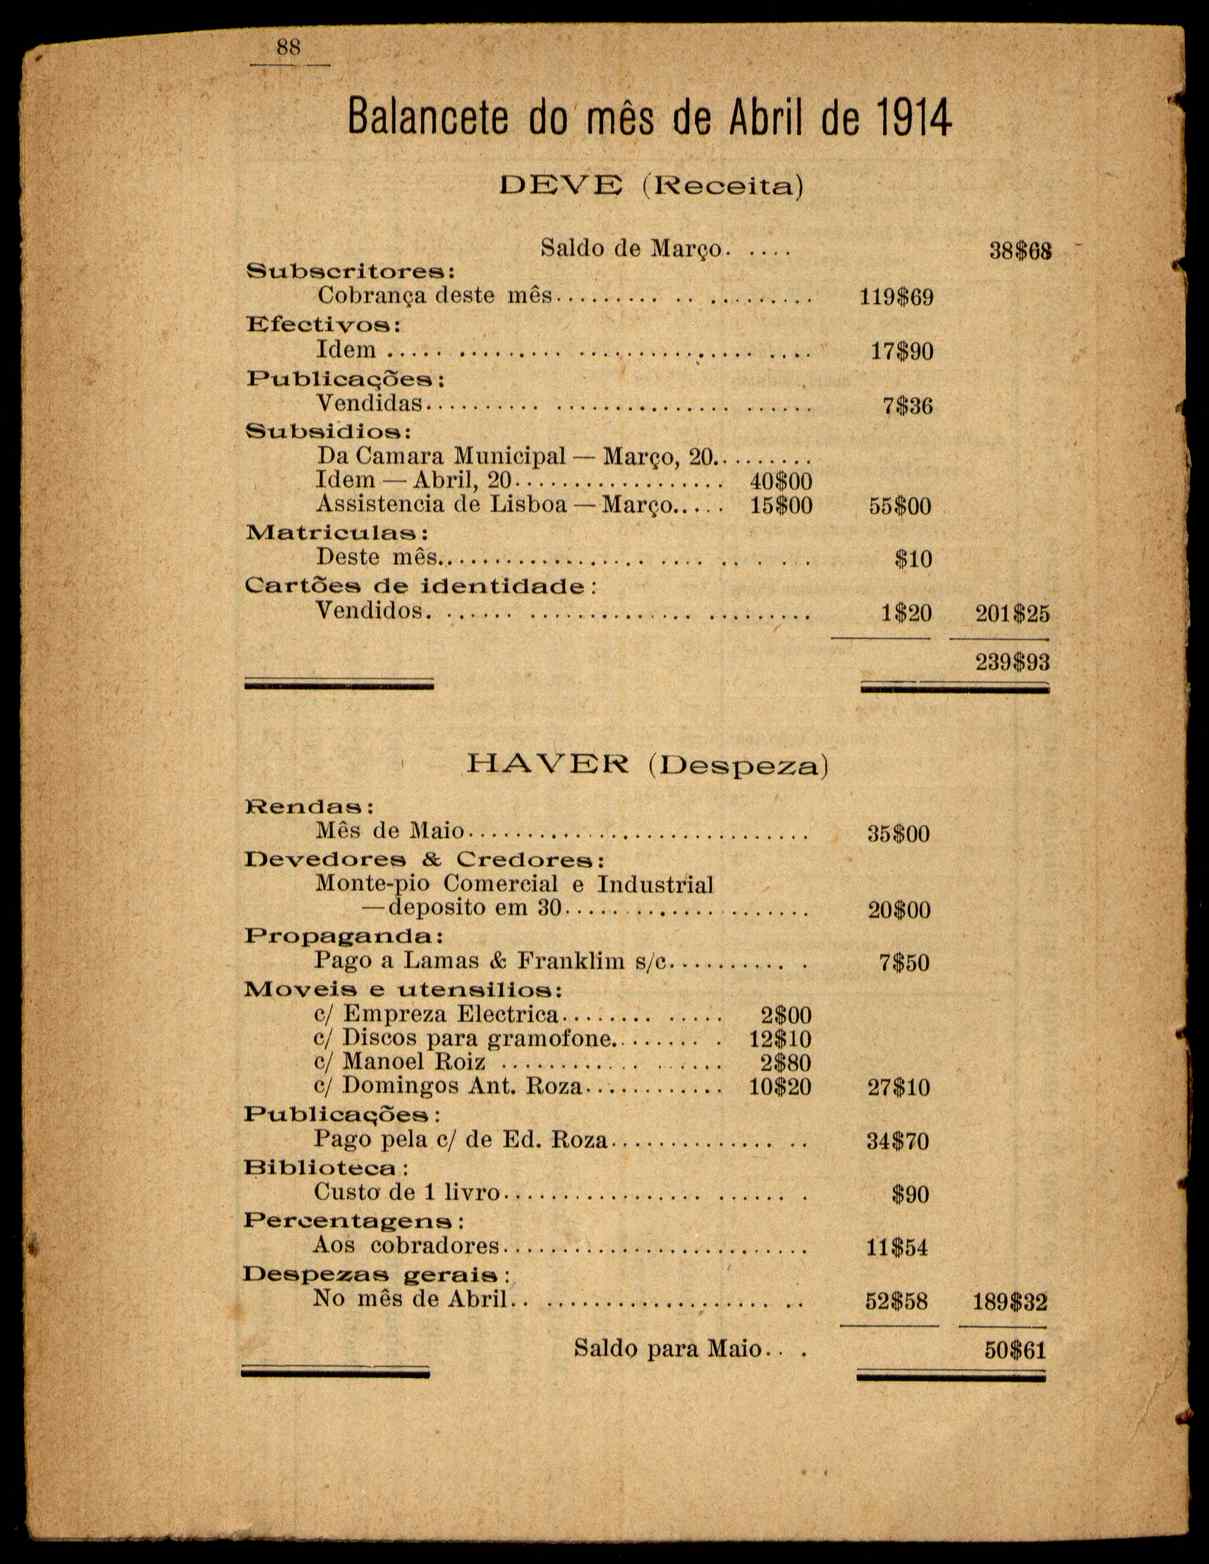 88
Balancete do mês de Abril de 1914
DEVE (Receita)
Saldo de Março. .... 38$68
Subscritores:
Cobrança deste mês......... .. ......... 119$69
Efectivos:
Idem ..... ......... ............... .... 17$90
Publicações:
Vendidas.......... ............... ...... 7$36
Subsidios:
Da Camara Municipal — Março, 20.........
Idem — Abril, 20.................. 40$00
Assistencia de Lisboa — Março..... 15$00 55$00
Matriculas:
Deste mês.................. .... .. . . . $10
Cartões de identidade:
Vendidos. ...... .............. ......... 1$20 201$25
239$93
HAVER (Despeza)
Rendas:
Mês de Maio............................. 35$00
Devedores & Credores:
Monte-pio Comercial e Industrial
—deposito em 30..................... 20$00
Propaganda:
Pago a Lamas & Franklim s/c.......... . 7$50
Moveis e utensilios:
c/ Empreza Electrica........ ..... 2$00
c/ Discos para gramofone........ . 12$10
c/ Manoel Roiz ............ ...... 2$80
c/ Domingos Ant. Roza............ 10$20 27$10
Publicações:
Pago pela c/ de Ed. Roza.............. .. 34$70
Biblioteca:
Custo de 1 livro................. ....... . $90
Percentagens:
Aos cobradores.......................... 11$54
Despezas gerais:
No mês de Abril.. ................... .. 52$58 189$32
Saldo para Maio.. . 50$61